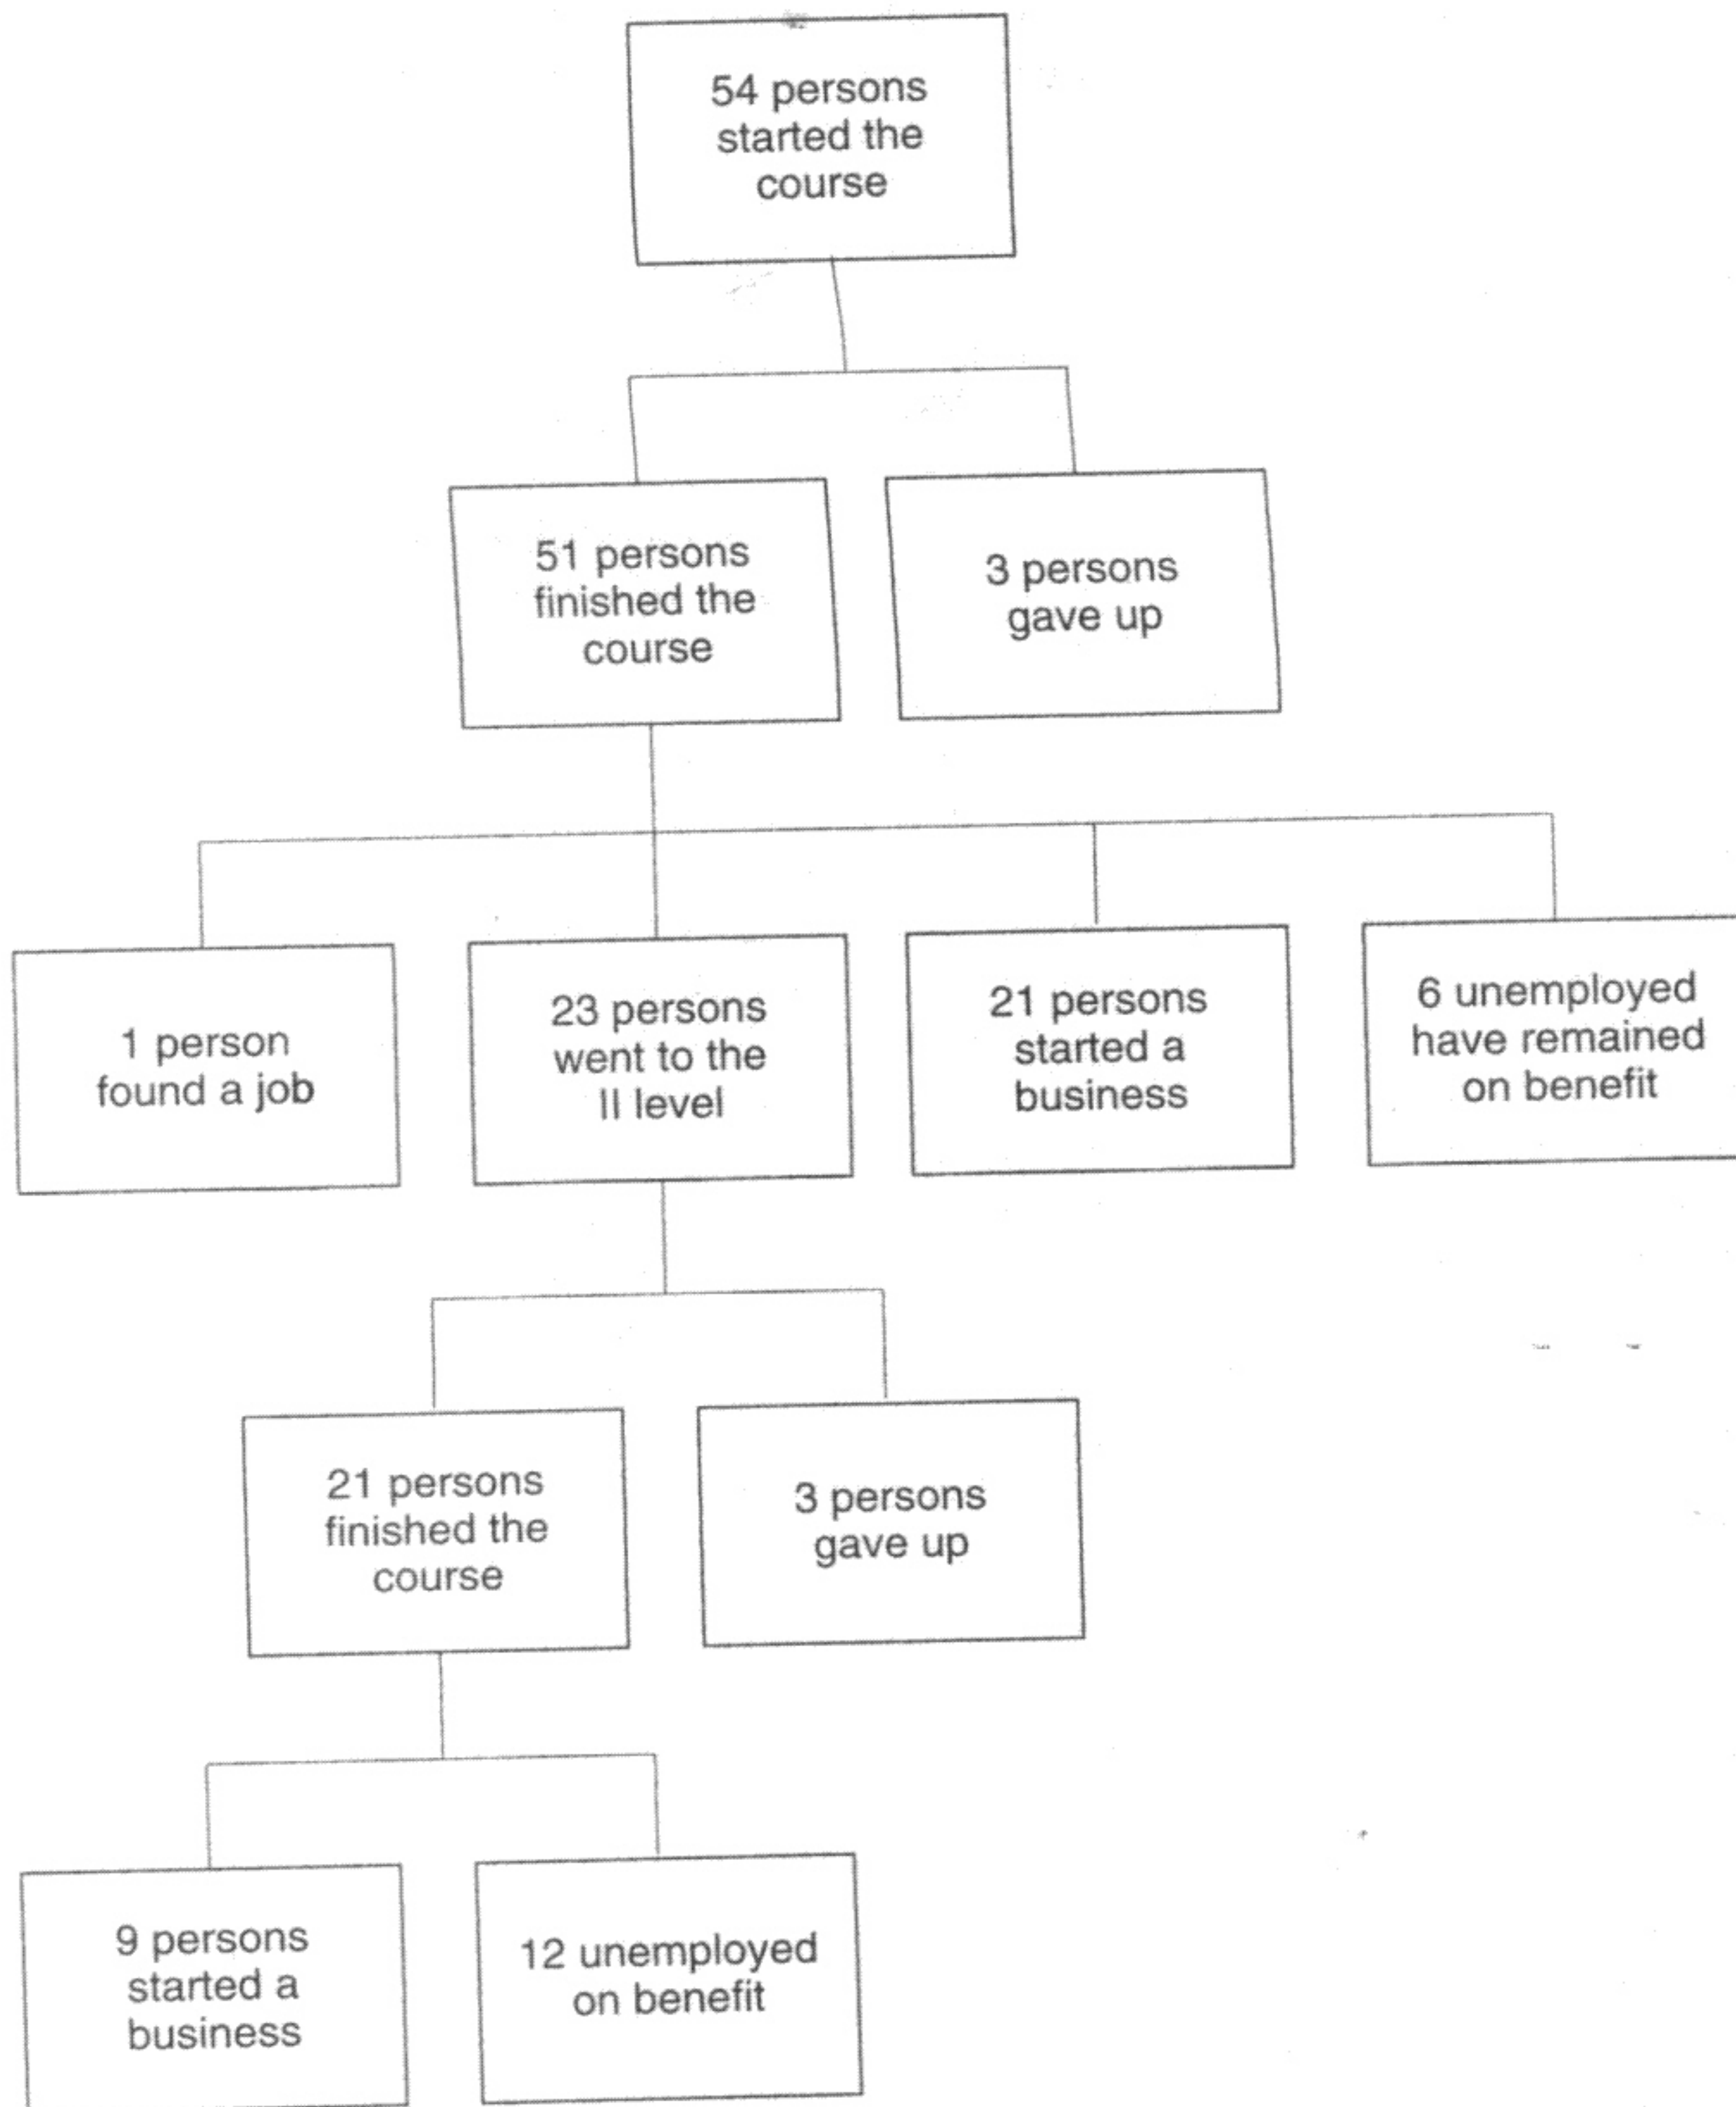 54 persons
started the
course
51 persons
finished the
course
3 persons
gave up
1 person
found a job
23 persons
went to the
II level
21 persons
started a
business
6 unemployed
have remained
on benefit
21 persons
finished the
course
3 persons
gave up
9 persons
started a
business
12 unemployed
on benefit